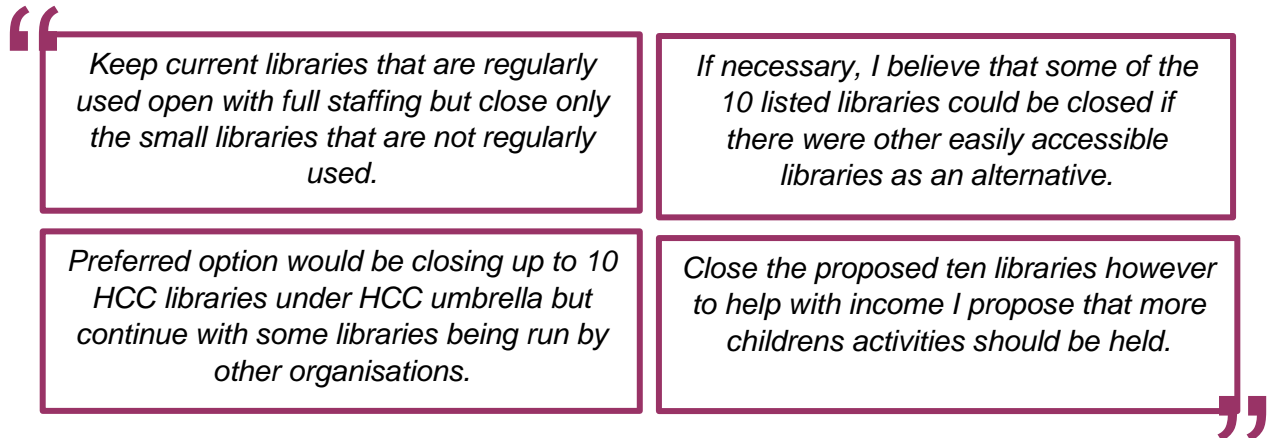 “
Keep current libraries that are regularly
used open with full staffing but close only
the small libraries that are not regularly
used.
If necessary, I believe that some of the
10 listed libraries could be closed if
there were other easily accessible
libraries as an alternative.
Preferred option would be closing up to 10
HCC libraries under HCC umbrella but
continue with some libraries being run by
other organisations.
Close the proposed ten libraries however
to help with income I propose that more
childrens activities should be held.
”